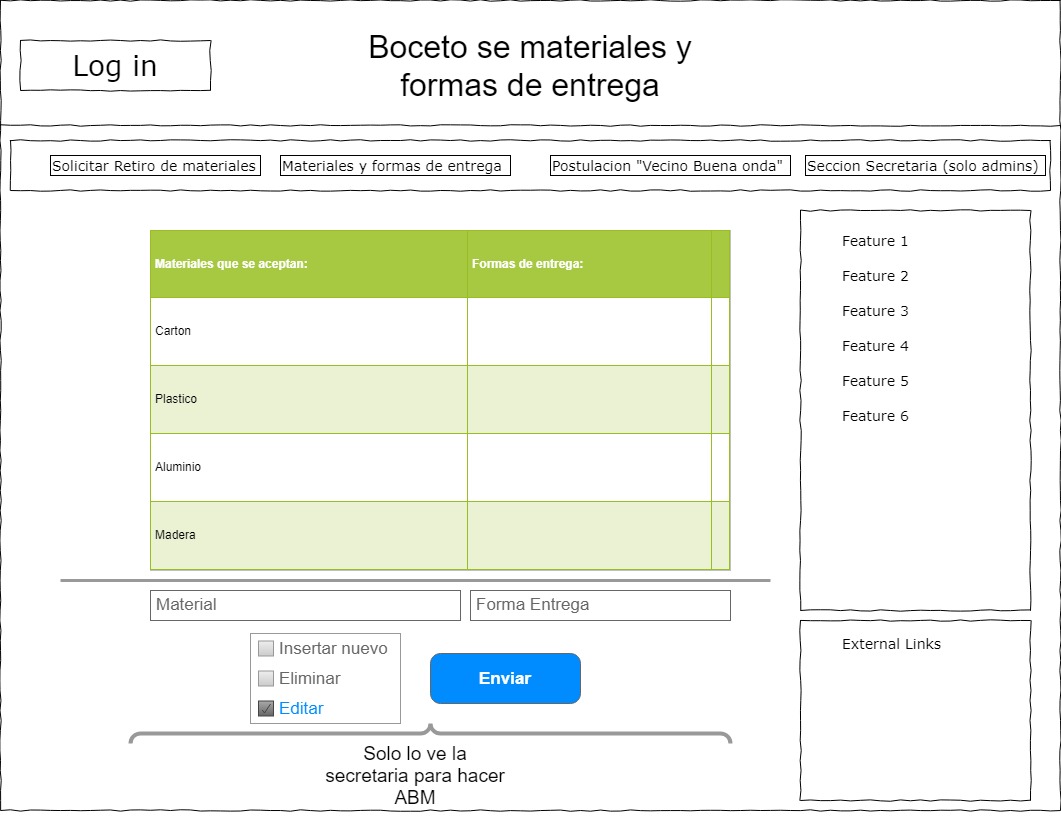 Log in
Boceto se materiales y
formas de entrega
Solicitar Retiro de materiales
Materiales y formas de entrega
Postulacion "Vecino Buena onda"
Seccion Secretaria (solo admins)
Materiales que se aceptan:
Formas de entrega:
Carton
Plastico
Aluminio
Madera
Material
Forma Entrega
Insertar nuevo
Eliminar
Editar
Enviar
Solo lo ve la
secretaria para hacer
ABM
Feature 1
Feature 2
Feature 3
Feature 4
Feature 5
Feature 6
External Links